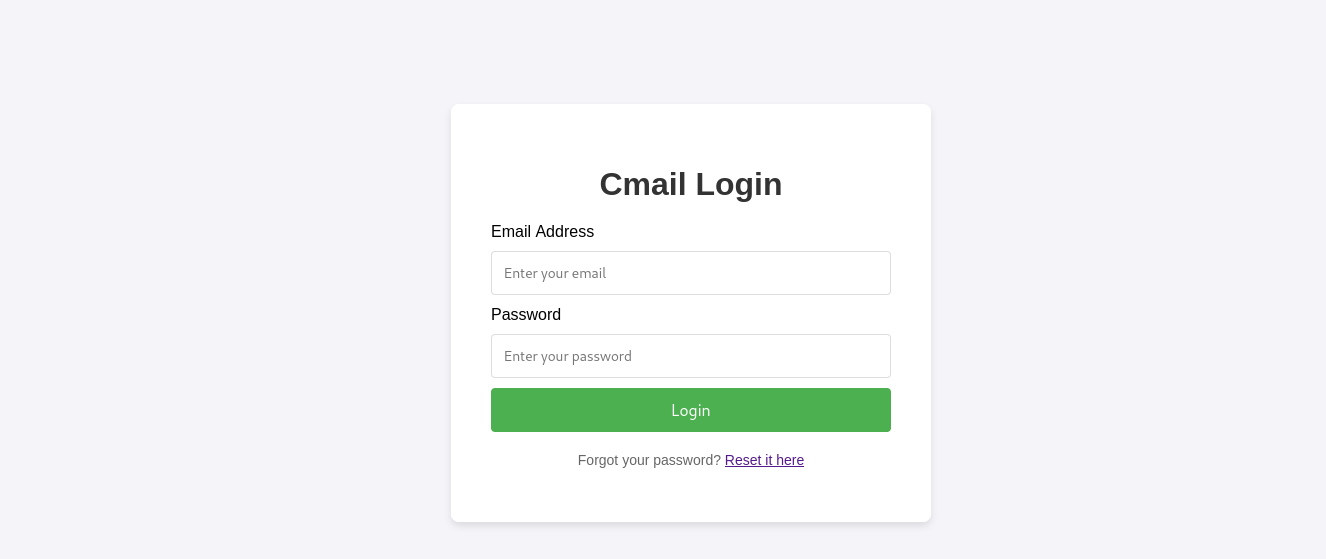 Cmail Login
Email Address
Enter your email
Password
Enter your password
Login
Forgot your password? Reset it here